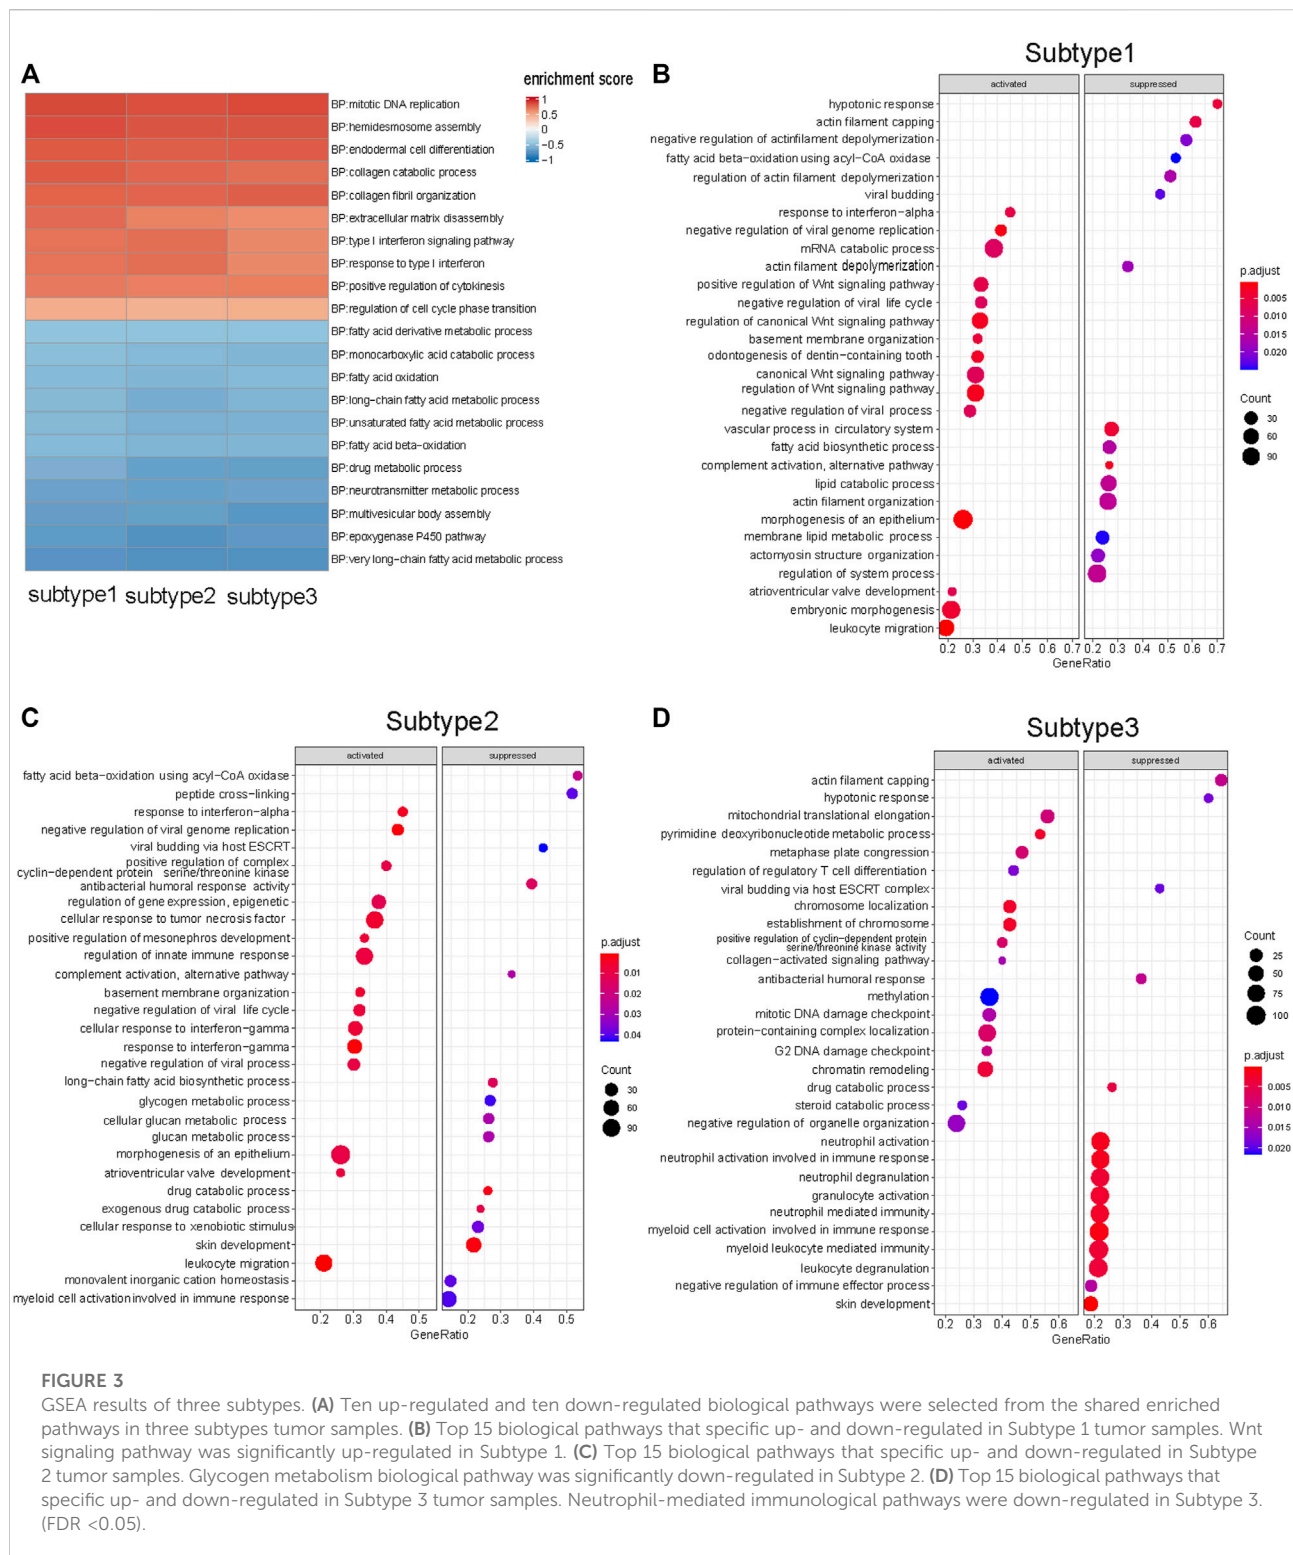 A
enrichment score
1
0.5
0
−0.5
−1
BP:mitotic DNA replication
BP:hemidesmosome assembly
BP:endodermal cell differentiation
BP:collagen catabolic process
BP:collagen fibril organization
BP:extracellular matrix disassembly
BP:type I interferon signaling pathway
BP:response to type I interferon
BP:positive regulation of cytokinesis
BP:regulation of cell cycle phase transition
BP:fatty acid derivative metabolic process
BP:monocarboxylic acid catabolic process
BP:fatty acid oxidation
BP:long−chain fatty acid metabolic process
BP:unsaturated fatty acid metabolic process
BP:fatty acid beta−oxidation
BP:drug metabolic process
BP:neurotransmitter metabolic process
BP:multivesicular body assembly
BP:epoxygenase P450 pathway
BP:very long−chain fatty acid metabolic process
subtype1 subtype2 subtype3
B
Subtype1
activated suppressed
hypotonic response
actin filament capping
negative regulation of actinfilament depolymerization
fatty acid beta−oxidation using acyl−CoA oxidase
regulation of actin filament depolymerization
viral budding
response to interferon−alpha
negative regulation of viral genome replication
mRNA catabolic process
actin filament depolymerization
positive regulation of Wnt signaling pathway
negative regulation of viral life cycle
regulation of canonical Wnt signaling pathway
basement membrane organization
odontogenesis of dentin−containing tooth
canonical Wnt signaling pathway
regulation of Wnt signaling pathway
negative regulation of viral process
vascular process in circulatory system
fatty acid biosynthetic process
complement activation, alternative pathway
lipid catabolic process
actin filament organization
morphogenesis of an epithelium
membrane lipid metabolic process
actomyosin structure organization
regulation of system process
atrioventricular valve development
embryonic morphogenesis
leukocyte migration
0.2 0.3 0.4 0.5 0.6 0.7 0.2 0.3 0.4 0.5 0.6 0.7
GeneRatio
p.adjust
0.005
0.010
0.015
0.020
Count
30
60
90
C
Subtype2
activated suppressed
fatty acid beta−oxidation using acyl−CoA oxidase
peptide cross−linking
response to interferon−alpha
negative regulation of viral genome replication
viral budding via host ESCRT
positive regulation of complex
cyclin−dependent protein serine/threonine kinase
antibacterial humoral response activity
regulation of gene expression, epigenetic
cellular response to tumor necrosis factor
positive regulation of mesonephros development
regulation of innate immune response
complement activation, alternative pathway
basement membrane organization
negative regulation of viral life cycle
cellular response to interferon−gamma
response to interferon−gamma
negative regulation of viral process
long−chain fatty acid biosynthetic process
glycogen metabolic process
cellular glucan metabolic process
glucan metabolic process
morphogenesis of an epithelium
atrioventricular valve development
drug catabolic process
exogenous drug catabolic process
cellular response to xenobiotic stimulus
skin development
leukocyte migration
monovalent inorganic cation homeostasis
myeloid cell activation involved in immune response
0.2 0.3 0.4 0.5 0.2 0.3 0.4 0.5
GeneRatio
p.adjust
0.01
0.02
0.03
0.04
Count
30
60
90
D
Subtype3
activated suppressed
actin filament capping
hypotonic response
mitochondrial translational elongation
pyrimidine deoxyribonucleotide metabolic process
metaphase plate congression
regulation of regulatory T cell differentiation
viral budding via host ESCRT complex
chromosome localization
establishment of chromosome
positive regulation of cyclin−dependent protein
serine/threonine kinase activity
collagen−activated signaling pathway
antibacterial humoral response
methylation
mitotic DNA damage checkpoint
protein−containing complex localization
G2 DNA damage checkpoint
chromatin remodeling
drug catabolic process
steroid catabolic process
negative regulation of organelle organization
neutrophil activation
neutrophil activation involved in immune response
neutrophil degranulation
granulocyte activation
neutrophil mediated immunity
myeloid cell activation involved in immune response
myeloid leukocyte mediated immunity
leukocyte degranulation
negative regulation of immune effector process
skin development
0.2 0.3 0.4 0.5 0.6 0.2 0.3 0.4 0.5 0.6
GeneRatio
Count
25
50
75
100
p.adjust
0.005
0.010
0.015
0.020
FIGURE 3
GSEA results of three subtypes. (A) Ten up-regulated and ten down-regulated biological pathways were selected from the shared enriched
pathways in three subtypes tumor samples. (B) Top 15 biological pathways that specific up- and down-regulated in Subtype 1 tumor samples. Wnt
signaling pathway was significantly up-regulated in Subtype 1. (C) Top 15 biological pathways that specific up- and down-regulated in Subtype
2 tumor samples. Glycogen metabolism biological pathway was significantly down-regulated in Subtype 2. (D) Top 15 biological pathways that
specific up- and down-regulated in Subtype 3 tumor samples. Neutrophil-mediated immunological pathways were down-regulated in Subtype 3.
(FDR <0.05).